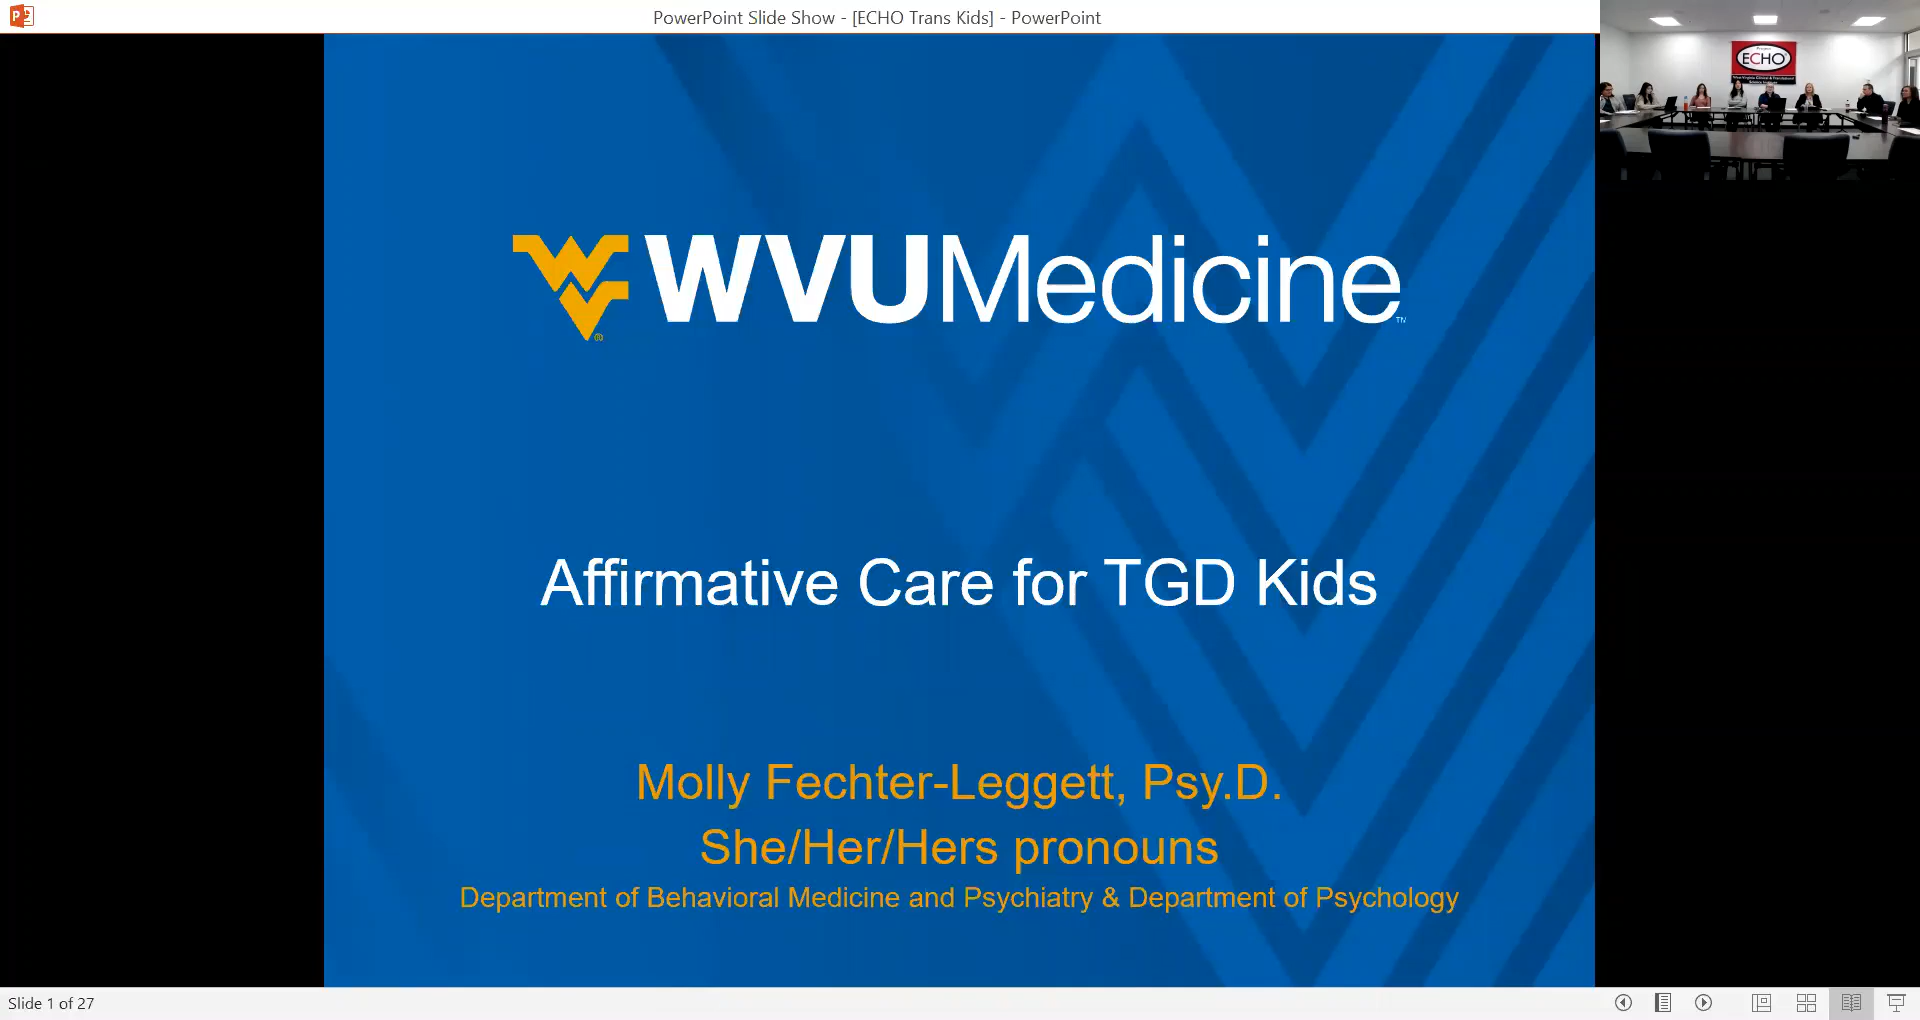 PowerPoint Slide Show - [ECHO Trans Kids] - PowerPoint
Project
ECHO
WVUMedicine
Affirmative Care for TGD Kids
Molly Fechter-Leggett, Psy.D.
She/Her/Hers pronouns
Department of Behavioral Medicine and Psychiatry & Department of Psychology
Slide 1 of 27